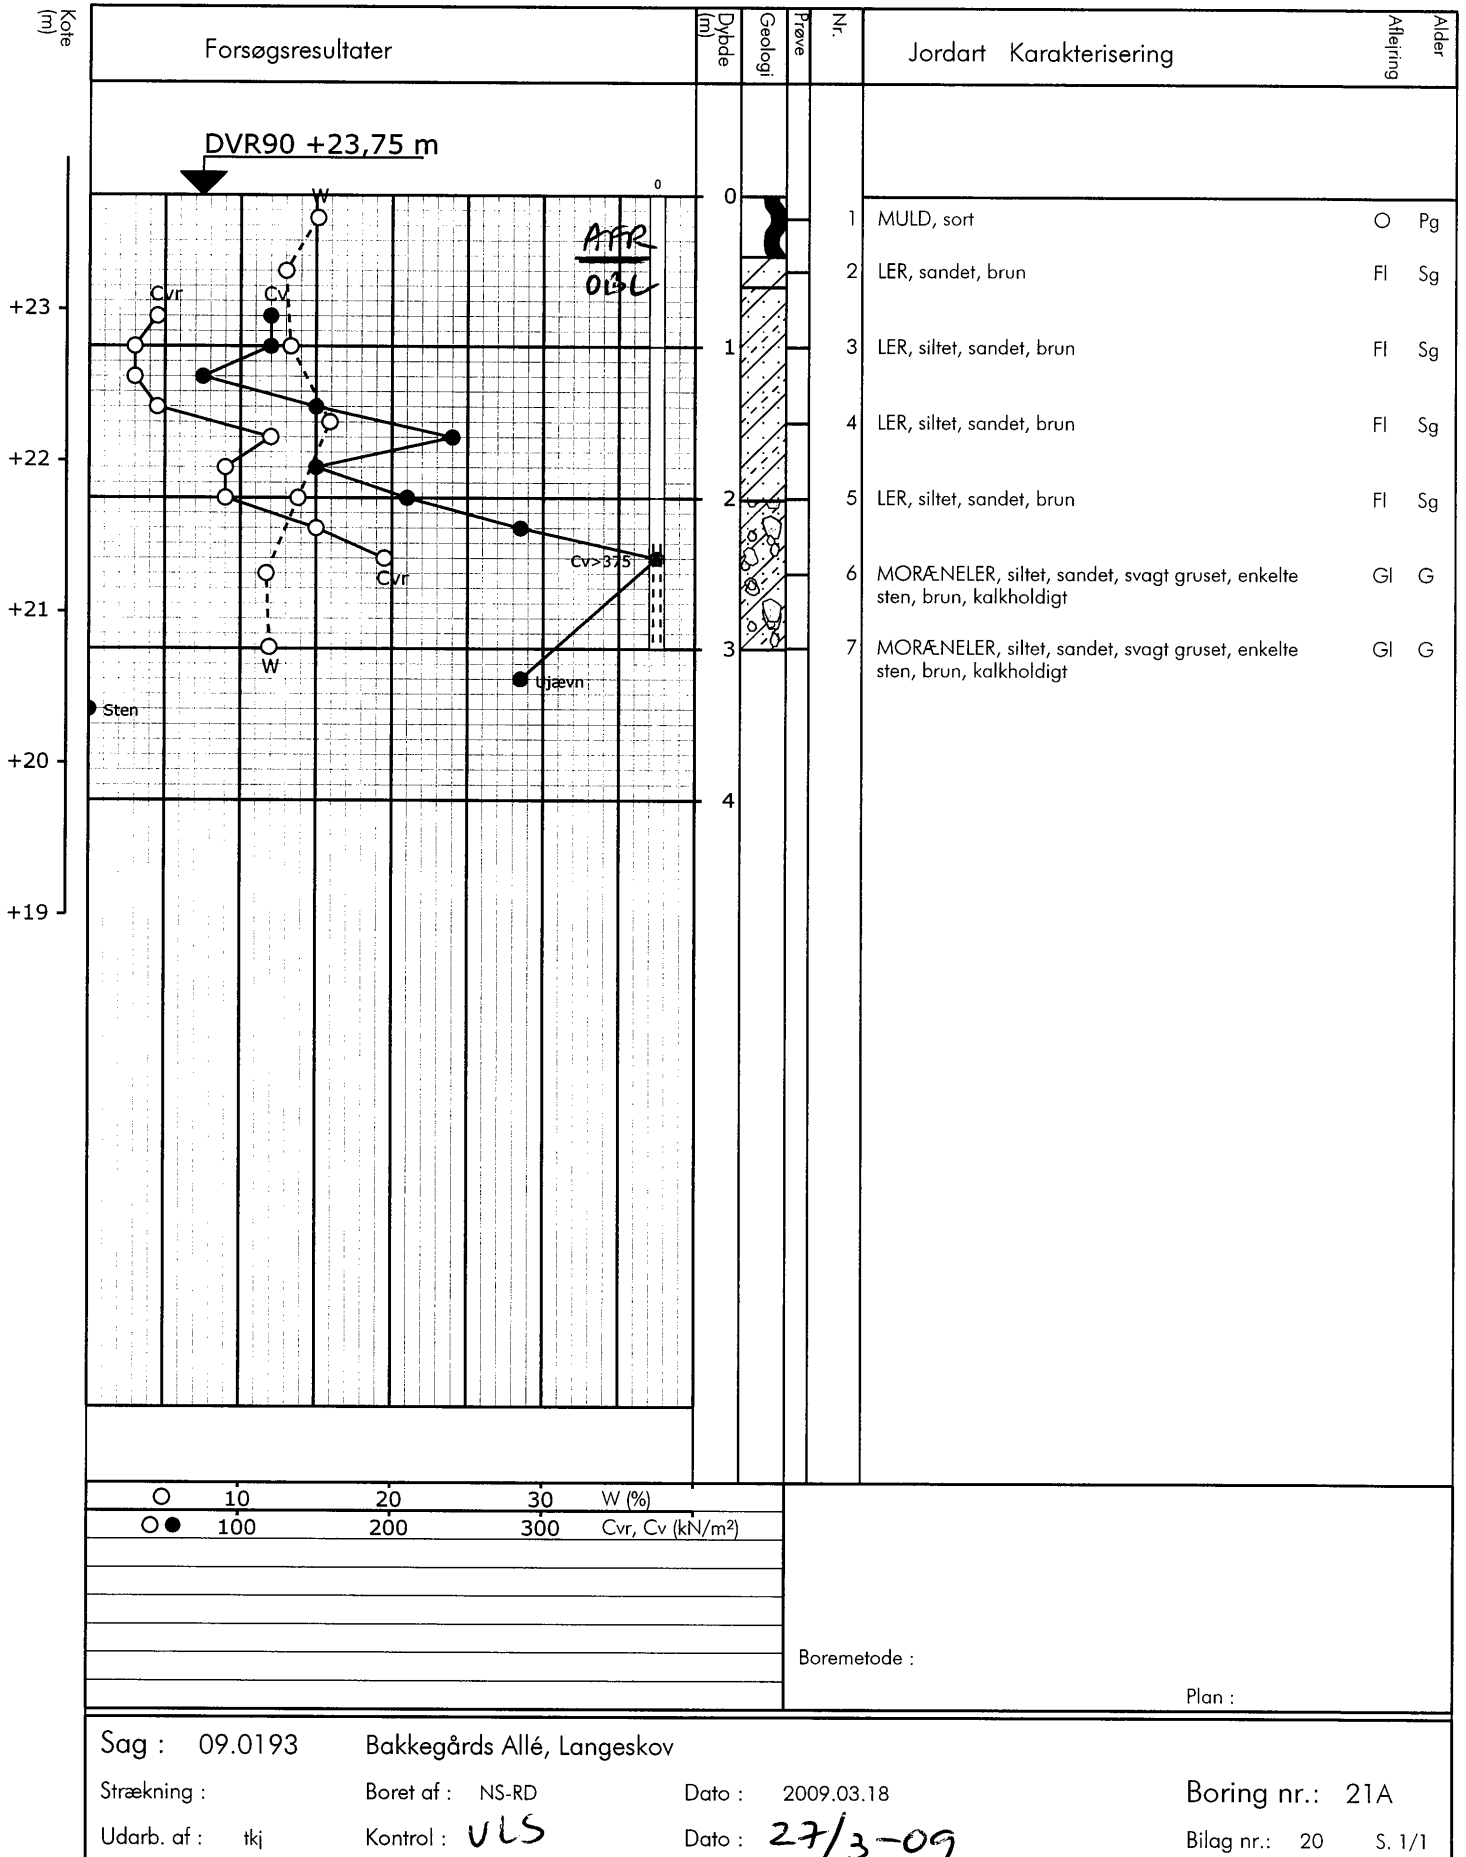 Kote (m)
Forsøgsresultater
Dybde (m)
Geologi
Prøve
Nr.
Jordart Karakterisering
Aflejring
Alder
DVR90 +23,75 m
W
0
0
AFR
OBL
1 MULD, sort O Pg
2 LER, sandet, brun Fl Sg
+23
Cvr
Cv
1
3 LER, siltet, sandet, brun Fl Sg
4 LER, siltet, sandet, brun Fl Sg
+22
2
5 LER, siltet, sandet, brun Fl Sg
Cv>375
Cvr
6 MORÆNELER, siltet, sandet, svagt gruset, enkelte Gl G
sten, brun, kalkholdigt
+21
W
3
7 MORÆNELER, siltet, sandet, svagt gruset, enkelte Gl G
sten, brun, kalkholdigt
Ujævn
Sten
+20
4
+19
10 20 30 W (%)
100 200 300 Cvr, Cv (kN/m²)
Boremetode :
Plan :
Sag : 09.0193 Bakkegårds Allé, Langeskov
Strækning : Boret af : NS-RD Dato : 2009.03.18 Boring nr.: 21A
Udarb. af : tkj Kontrol : VLS Dato : 27/3-09 Bilag nr.: 20 S. 1/1